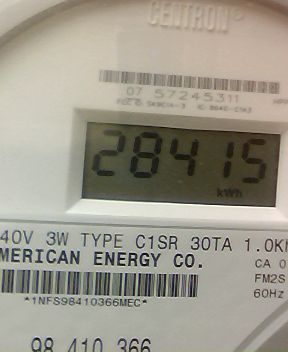 CENTRON®
07 57245311
28415
kWh
40V 3W TYPE C1SR 30TA 1.0K
MERICAN ENERGY CO.
CA 0
FM2S
60Hz
*1NFS98410366MEC*
98 410 366